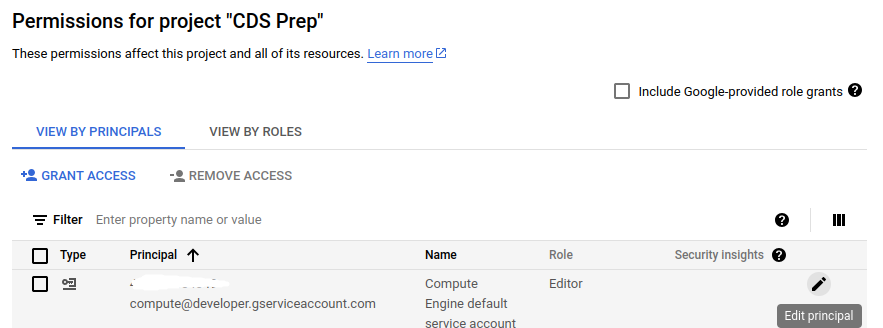 Permissions for project "CDS Prep"
These permissions affect this project and all of its resources. Learn more
Include Google-provided role grants
VIEW BY PRINCIPALS VIEW BY ROLES
GRANT ACCESS REMOVE ACCESS
Filter Enter property name or value
Type Principal Name Role Security insights
Compute Editor
compute@developer.gserviceaccount.com Engine default
service account
Edit principal